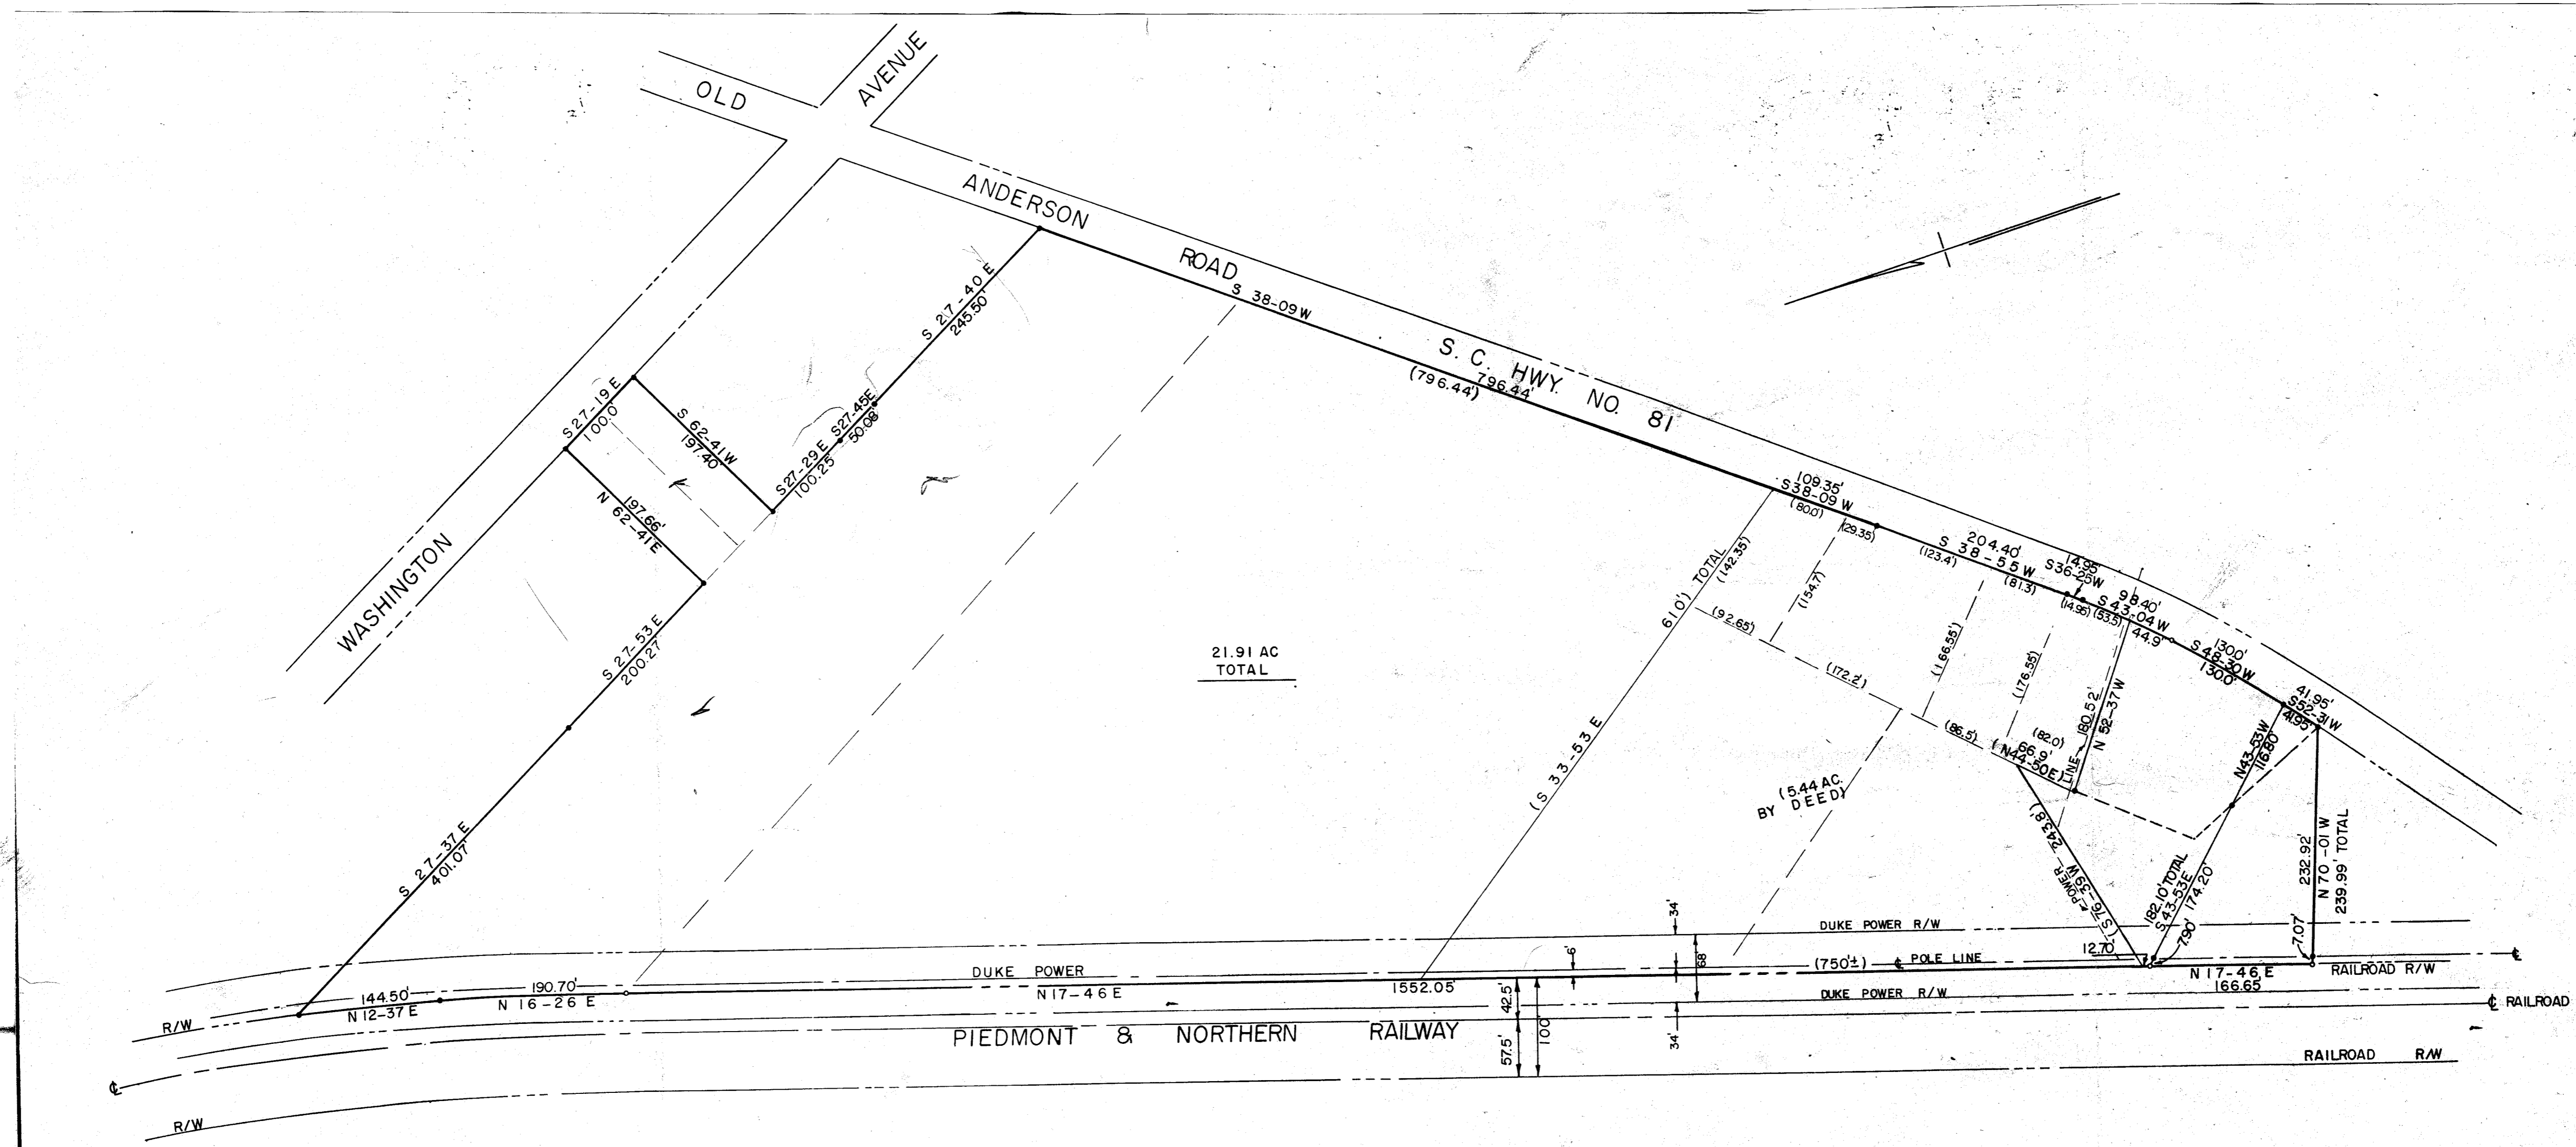 OLD
AVENUE
ANDERSON
ROAD
S. C. HWY. NO. 81
WASHINGTON
S 27-19 E
100.0'
S 62-41 W
197.40'
197.66'
N 62-41 E
S 27-29 E
100.25'
S 27-45 E
50.08'
S 27-40 E
245.50'
S 38-09 W
796.44'
(796.44')
S 27-53 E
200.27'
S 27-37 E
401.07'
21.91 AC
TOTAL
109.35'
S 38-09 W
(80.0')
(29.35)
204.40'
S 38-55 W
(123.4')
(81.3)
14.95'
S 36-25 W
(14.95)
98.40'
S 43-04 W
(53.5)
44.9'
130.0'
S 48-30 W
130.0'
41.95'
S 52-31 W
41.95'
610') TOTAL
(142.35')
(S 33-53 E
(154.7)
(92.65')
(172.2')
(166.55')
(176.55')
(86.5')
(82.0)
66.9'
(N 44-50 E)
LINE
180.52'
N 52-37 W
N 43-53 W
116.80'
(5.44 AC.
BY DEED)
243.8')
POWER
(S 76-39 W
182.10' TOTAL
S 43-53 E
174.20'
7.90'
232.92'
N 70-01 W
239.99' TOTAL
7.07'
12.70'
34'
DUKE POWER R/W
68'
6'
(750'±)
℄ POLE LINE
℄
DUKE POWER
N 17-46 E
166.65
RAILROAD R/W
144.50'
N 12-37 E
190.70'
N 16-26 E
N 17-46 E
1552.05'
42.5'
DUKE POWER R/W
℄ RAILROAD
R/W
PIEDMONT & NORTHERN RAILWAY
57.5'
100'
34'
RAILROAD R/W
℄
R/W